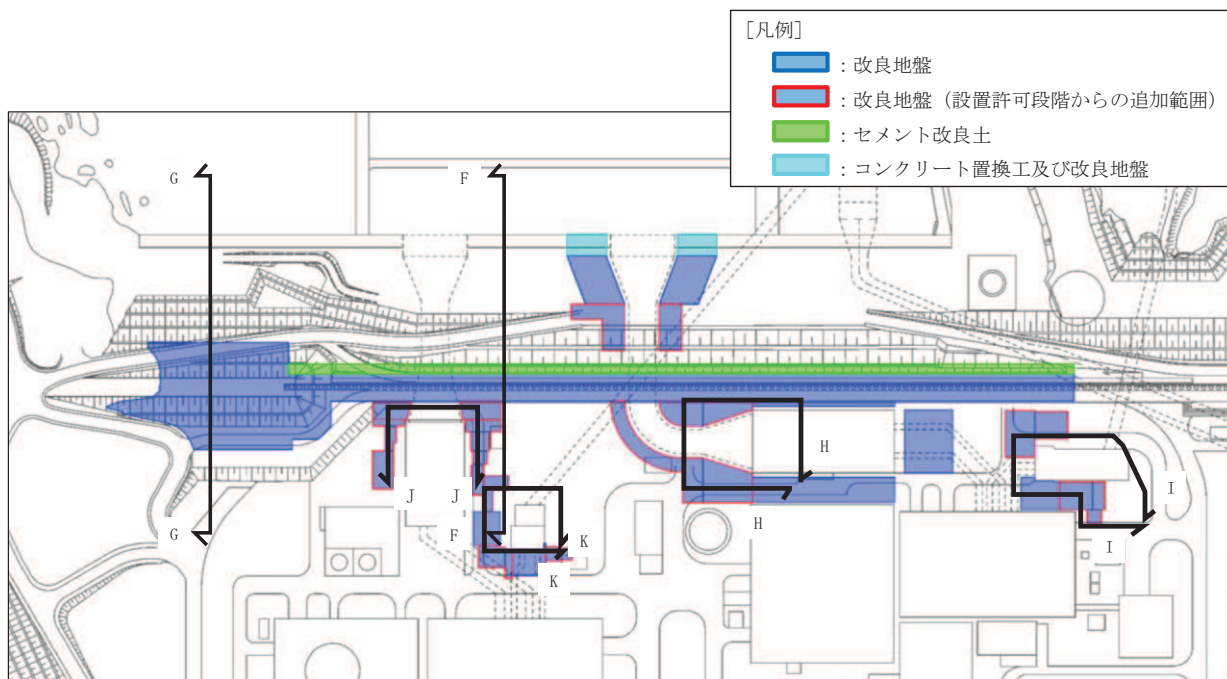 [凡例]
：改良地盤
：改良地盤（設置許可段階からの追加範囲）
：セメント改良土
：コンクリート置換工及び改良地盤
G
F
H
J
J
I
H
G
F
K
I
K